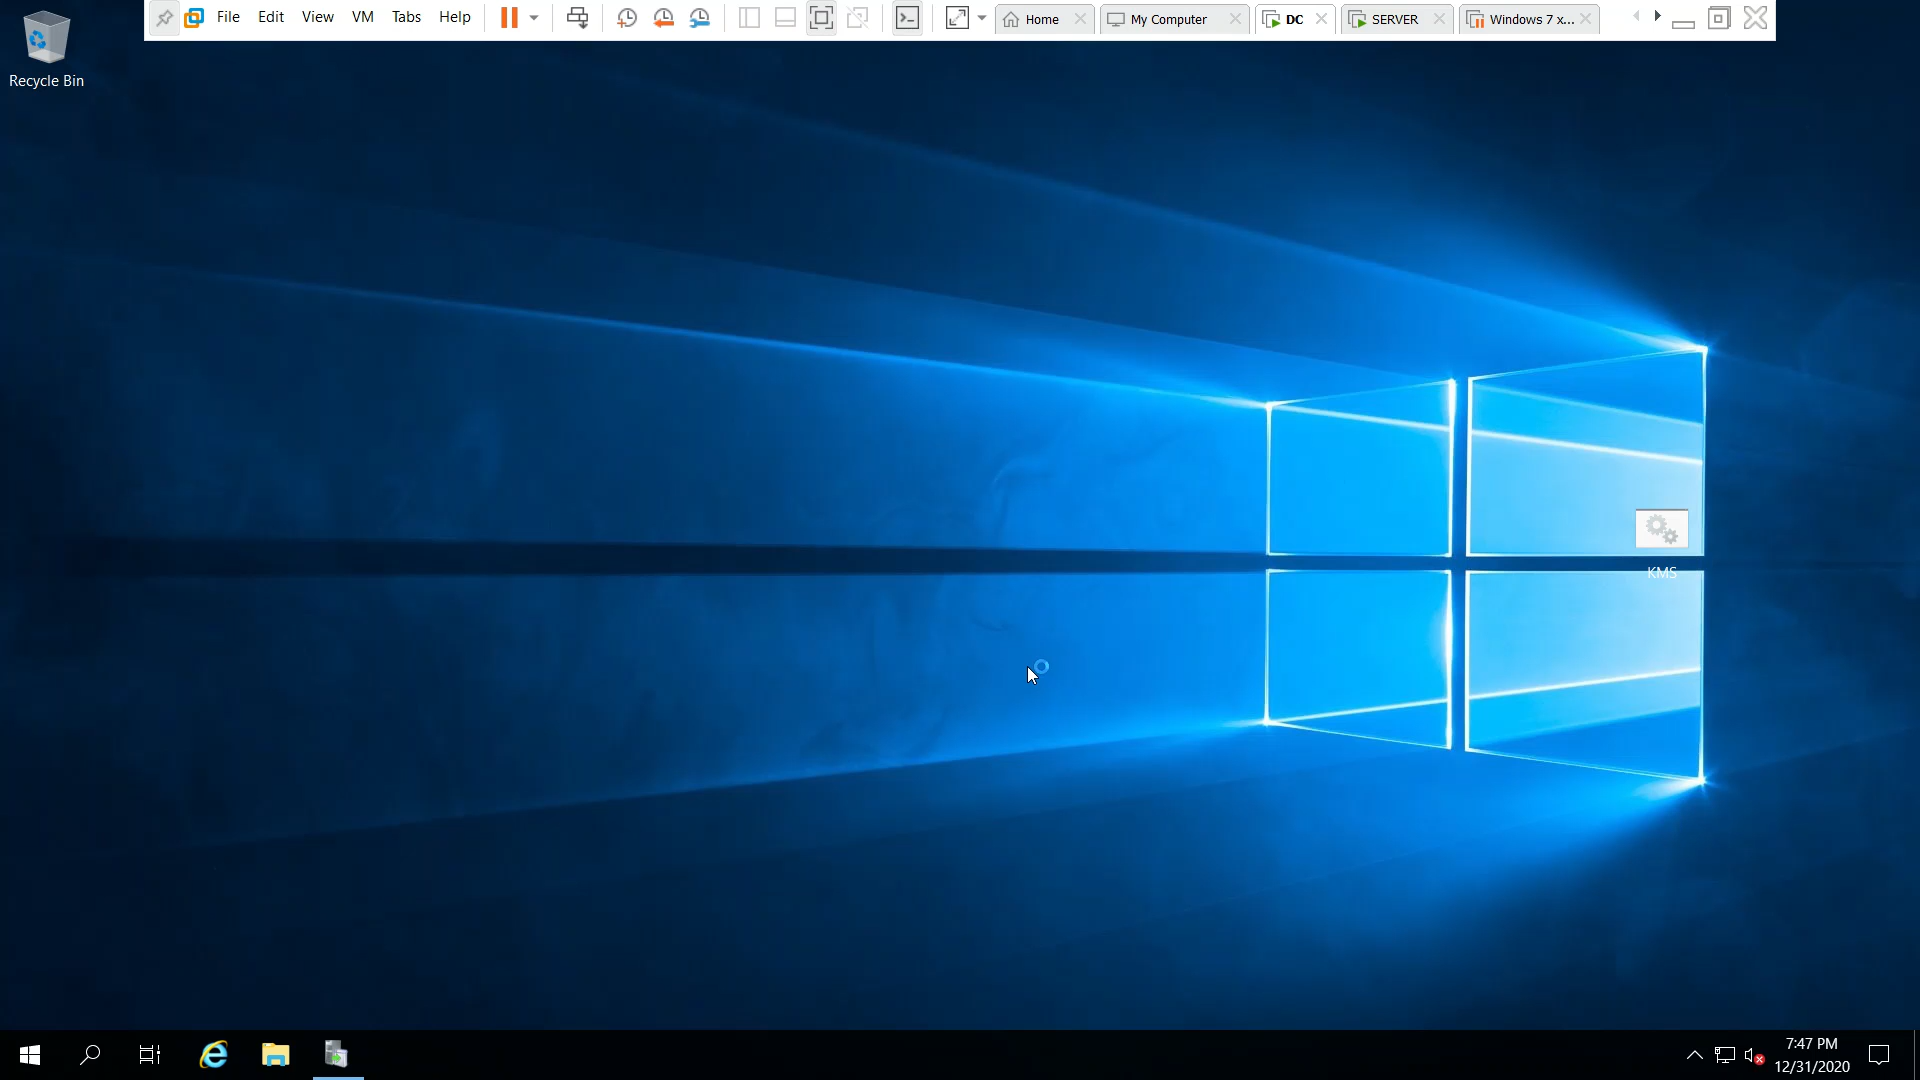 File Edit View VM Tabs Help
Home
My Computer
DC
SERVER
Windows 7 x...
Recycle Bin
KMS
7:47 PM
12/31/2020